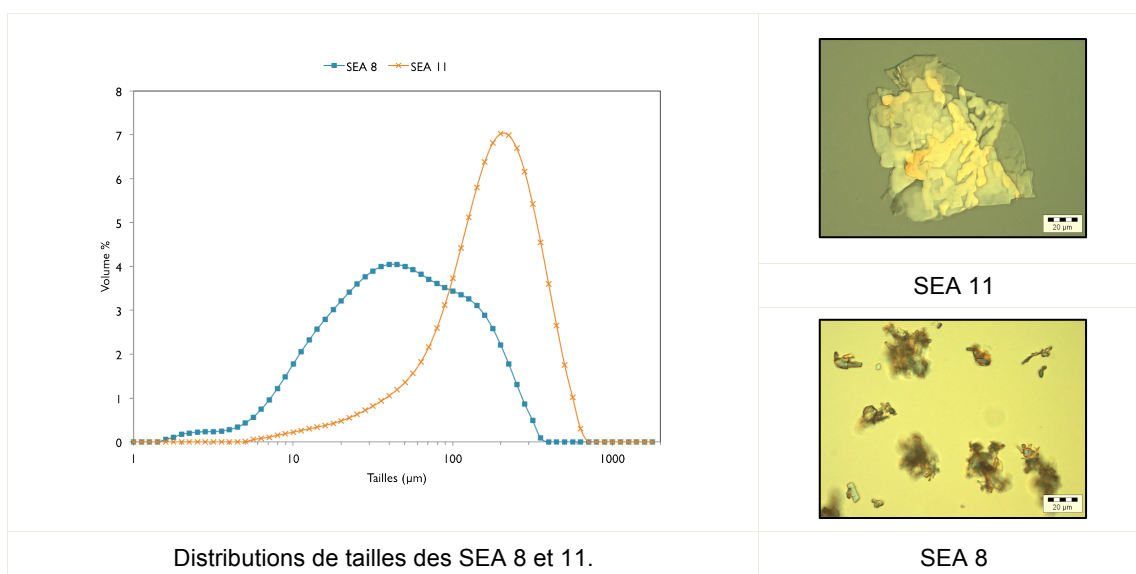 SEA 8 SEA 11
8
7
6
5
4
3
2
1
0
Volume %
1 10 100 1000
Tailles (µm)
Distributions de tailles des SEA 8 et 11.
20 µm
SEA 11
20 µm
SEA 8